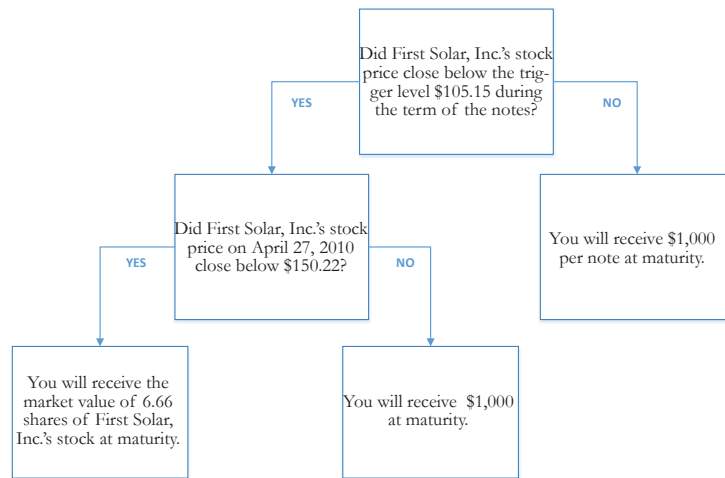 Did First Solar, Inc.'s stock
price close below the trig-
ger level $105.15 during
the term of the notes?
YES
NO
Did First Solar, Inc.'s stock
price on April 27, 2010
close below $150.22?
You will receive $1,000
per note at maturity.
YES
NO
You will receive the
market value of 6.66
shares of First Solar,
Inc.'s stock at maturity.
You will receive $1,000
at maturity.